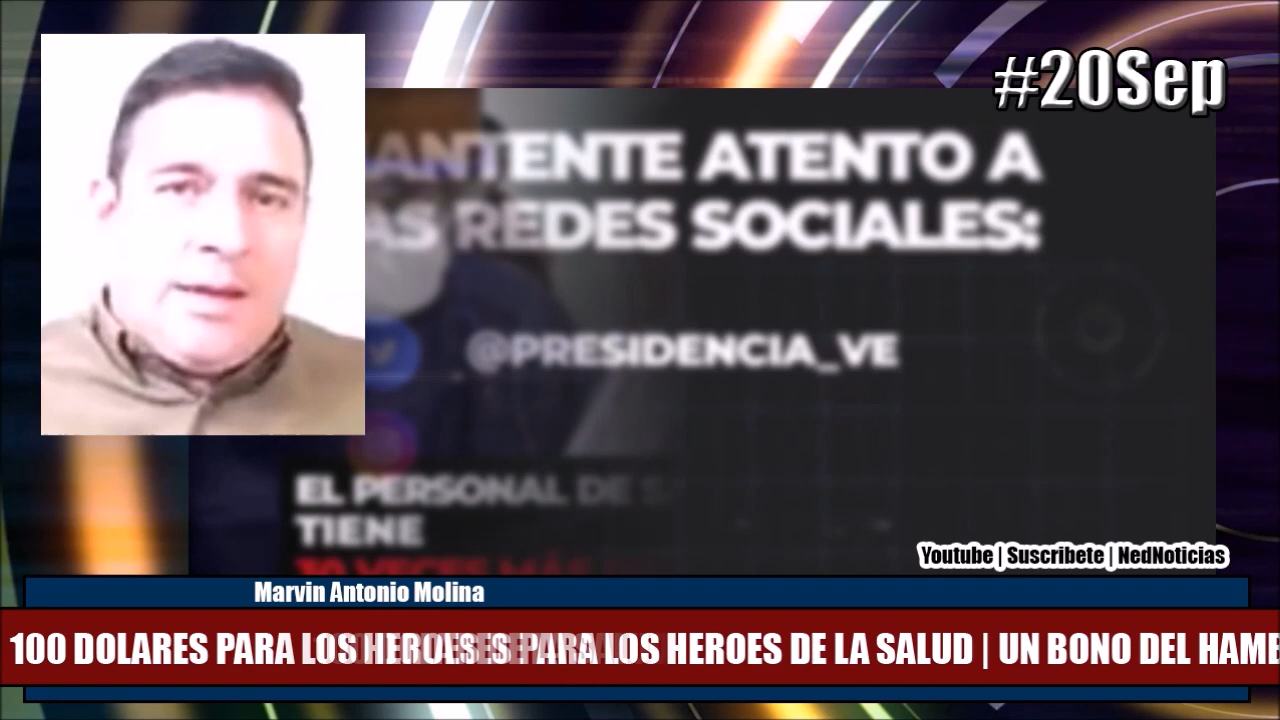 #20Sep
ANTENTE ATENTO A
AS REDES SOCIALES:
@PRESIDENCIA_VE
EL PERSONAL DE S
TIENE
Youtube | Suscribete | NedNoticias
Marvin Antonio Molina
100 DOLARES PARA LOS HEROES PARA LOS HEROES DE LA SALUD | UN BONO DEL HAMB